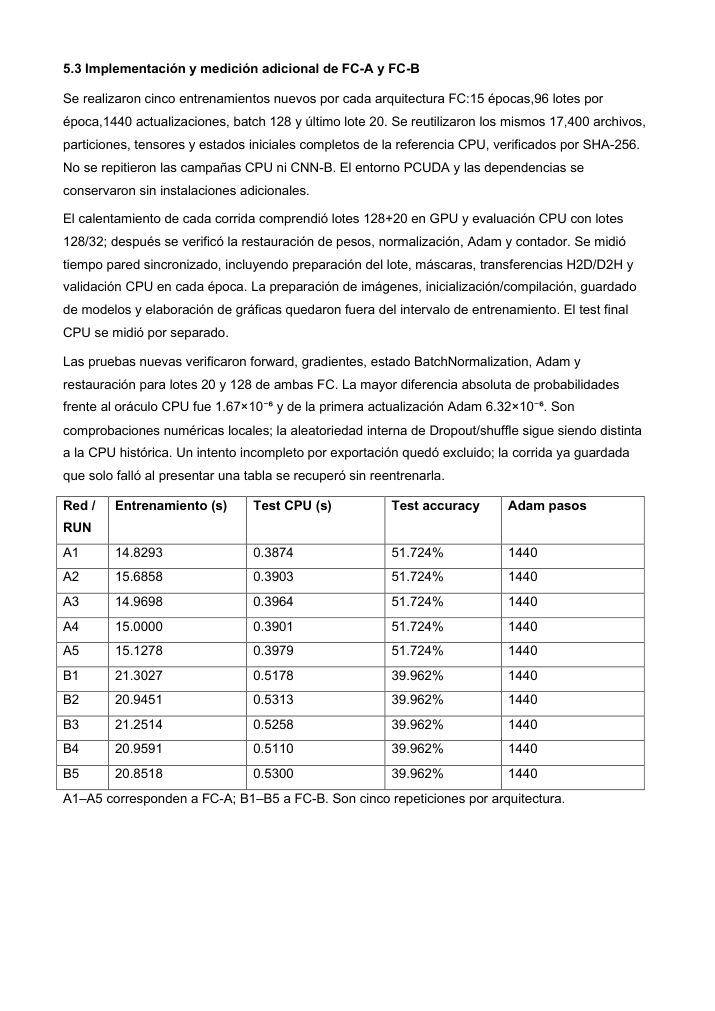 5.3 Implementación y medición adicional de FC-A y FC-B
Se realizaron cinco entrenamientos nuevos por cada arquitectura FC:15 épocas,96 lotes por
época,1440 actualizaciones, batch 128 y último lote 20. Se reutilizaron los mismos 17,400 archivos,
particiones, tensores y estados iniciales completos de la referencia CPU, verificados por SHA-256.
No se repitieron las campañas CPU ni CNN-B. El entorno PCUDA y las dependencias se
conservaron sin instalaciones adicionales.
El calentamiento de cada corrida comprendió lotes 128+20 en GPU y evaluación CPU con lotes
128/32; después se verificó la restauración de pesos, normalización, Adam y contador. Se midió
tiempo pared sincronizado, incluyendo preparación del lote, máscaras, transferencias H2D/D2H y
validación CPU en cada época. La preparación de imágenes, inicialización/compilación, guardado
de modelos y elaboración de gráficas quedaron fuera del intervalo de entrenamiento. El test final
CPU se midió por separado.
Las pruebas nuevas verificaron forward, gradientes, estado BatchNormalization, Adam y
restauración para lotes 20 y 128 de ambas FC. La mayor diferencia absoluta de probabilidades
frente al oráculo CPU fue 1.67×10⁻⁶ y de la primera actualización Adam 6.32×10⁻⁶. Son
comprobaciones numéricas locales; la aleatoriedad interna de Dropout/shuffle sigue siendo distinta
a la CPU histórica. Un intento incompleto por exportación quedó excluido; la corrida ya guardada
que solo falló al presentar una tabla se recuperó sin reentrenarla.
Red / RUN Entrenamiento (s) Test CPU (s) Test accuracy Adam pasos
A1 14.8293 0.3874 51.724% 1440
A2 15.6858 0.3903 51.724% 1440
A3 14.9698 0.3964 51.724% 1440
A4 15.0000 0.3901 51.724% 1440
A5 15.1278 0.3979 51.724% 1440
B1 21.3027 0.5178 39.962% 1440
B2 20.9451 0.5313 39.962% 1440
B3 21.2514 0.5258 39.962% 1440
B4 20.9591 0.5110 39.962% 1440
B5 20.8518 0.5300 39.962% 1440
A1–A5 corresponden a FC-A; B1–B5 a FC-B. Son cinco repeticiones por arquitectura.